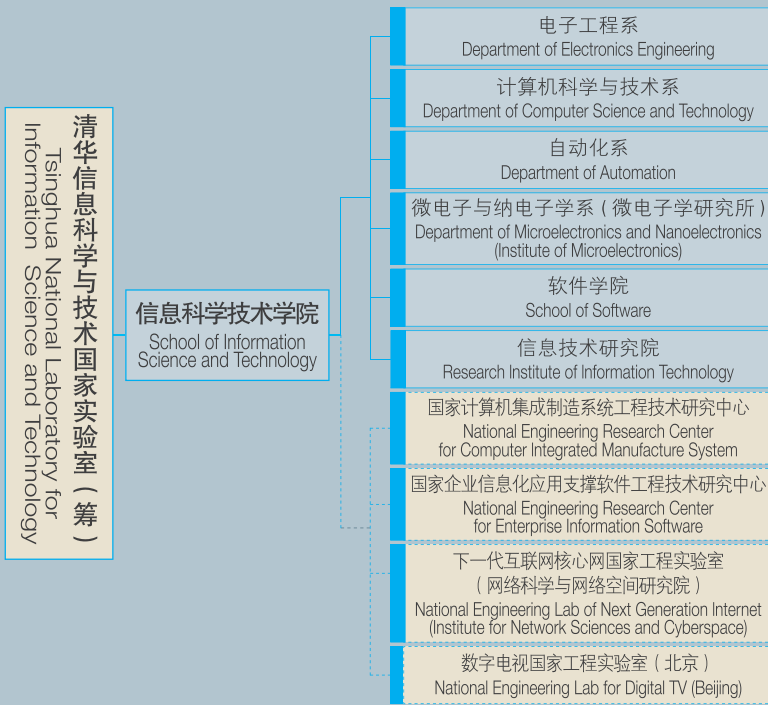 清华信息科学与技术国家实验室（筹）
Tsinghua National Laboratory for
Information Science and Technology
信息科学技术学院
School of Information
Science and Technology
电子工程系
Department of Electronics Engineering
计算机科学与技术系
Department of Computer Science and Technology
自动化系
Department of Automation
微电子与纳电子学系（微电子学研究所）
Department of Microelectronics and Nanoelectronics
(Institute of Microelectronics)
软件学院
School of Software
信息技术研究院
Research Institute of Information Technology
国家计算机集成制造系统工程技术研究中心
National Engineering Research Center
for Computer Integrated Manufacture System
国家企业信息化应用支撑软件工程技术研究中心
National Engineering Research Center
for Enterprise Information Software
下一代互联网核心网国家工程实验室
（网络科学与网络空间研究院）
National Engineering Lab of Next Generation Internet
(Institute for Network Sciences and Cyberspace)
数字电视国家工程实验室（北京）
National Engineering Lab for Digital TV (Beijing)